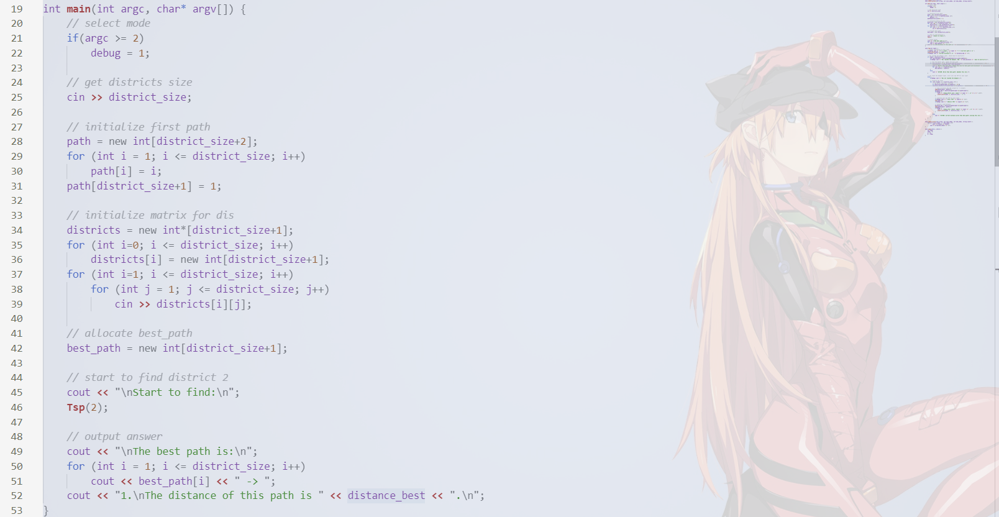 19 int main(int argc, char* argv[]) {
20 // select mode
21 if(argc >= 2)
22 debug = 1;
23
24 // get districts size
25 cin >> district_size;
26
27 // initialize first path
28 path = new int[district_size+2];
29 for (int i = 1; i <= district_size; i++)
30 path[i] = i;
31 path[district_size+1] = 1;
32
33 // initialize matrix for dis
34 districts = new int*[district_size+1];
35 for (int i=0; i <= district_size; i++)
36 districts[i] = new int[district_size+1];
37 for (int i=1; i <= district_size; i++)
38 for (int j = 1; j <= district_size; j++)
39 cin >> districts[i][j];
40
41 // allocate best_path
42 best_path = new int[district_size+1];
43
44 // start to find district 2
45 cout << "\nStart to find:\n";
46 Tsp(2);
47
48 // output answer
49 cout << "\nThe best path is:\n";
50 for (int i = 1; i <= district_size; i++)
51 cout << best_path[i] << " -> ";
52 cout << "1.\nThe distance of this path is " << distance_best << ".\n";
53 }